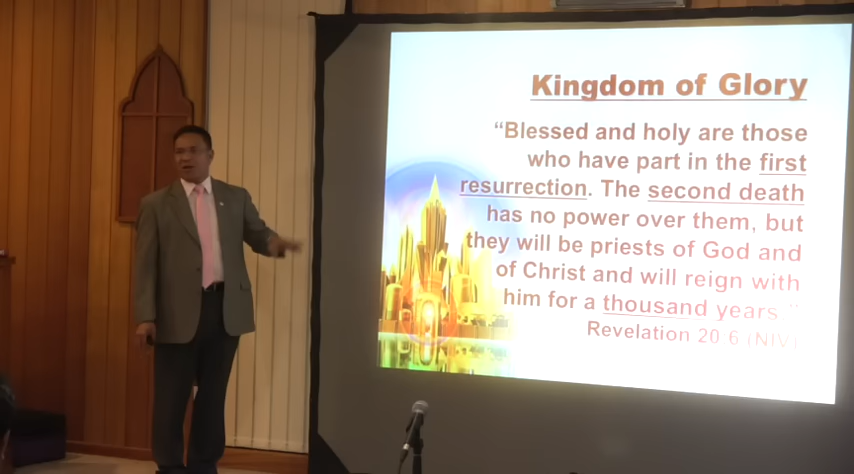 Kingdom of Glory
“Blessed and holy are those
who have part in the first
resurrection. The second death
has no power over them, but
they will be priests of God and
of Christ and will reign with
him for a thousand years.”
Revelation 20:6 (NIV)